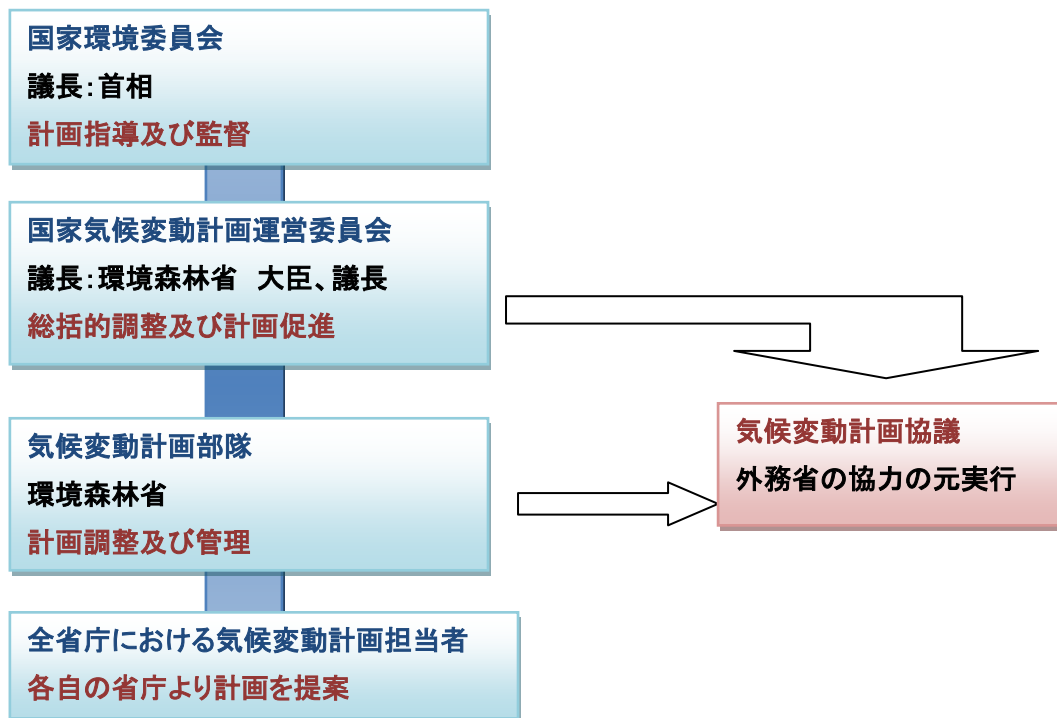 国家環境委員会
議長：首相
計画指導及び監督
国家気候変動計画運営委員会
議長：環境森林省　大臣、議長
総括的調整及び計画促進
気候変動計画部隊
環境森林省
計画調整及び管理
気候変動計画協議
外務省の協力の元実行
全省庁における気候変動計画担当者
各自の省庁より計画を提案